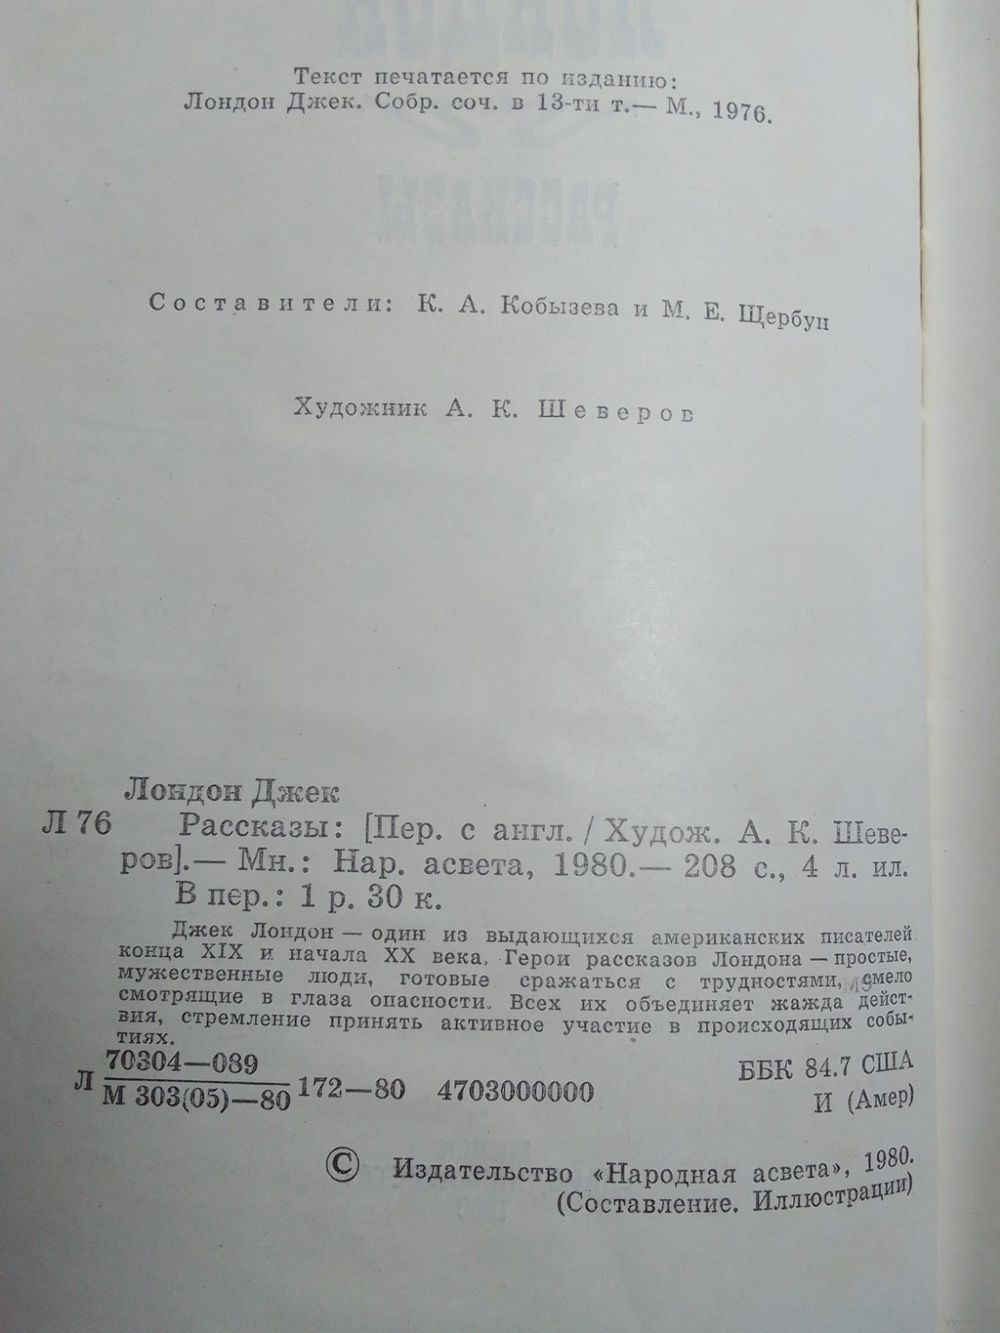 Текст печатается по изданию:
Лондон Джек. Собр. соч. в 13-ти т.— М., 1976.
Составители: К. А. Кобызева и М. Е. Щербун
Художник А. К. Шеверов
Лондон Джек
Л 76 Рассказы: [Пер. с англ. / Худож. А. К. Шеве-
ров].— Мн.: Нар. асвета, 1980.— 208 с., 4 л. ил.
В пер.: 1 р. 30 к.
Джек Лондон — один из выдающихся американских писателей
конца XIX и начала XX века. Герои рассказов Лондона — простые,
мужественные люди, готовые сражаться с трудностями, смело
смотрящие в глаза опасности. Всех их объединяет жажда дейст-
вия, стремление принять активное участие в происходящих собы-
тиях.
70304—089
Л М 303(05)—80 172—80 4703000000
ББК 84.7 США
И (Амер)
© Издательство «Народная асвета», 1980.
(Составление. Иллюстрации)